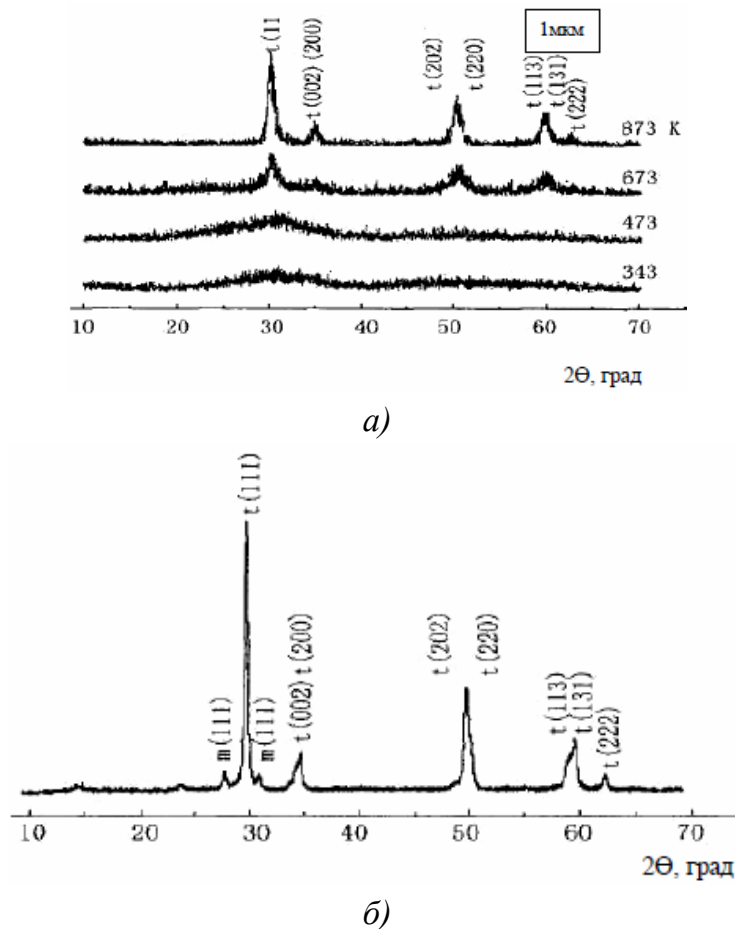 1мкм
t(11
t(002)(200)
t(202)
t(220)
t(113)
t(131)
t(222)
873 K
673
473
343
10 20 30 40 50 60 70
2Θ, град
а)
m(111)
t(111)
m(111)
t(002) t(200)
t(202)
t(220)
t(113)
t(131)
t(222)
10 20 30 40 50 60 70
2Θ, град
б)